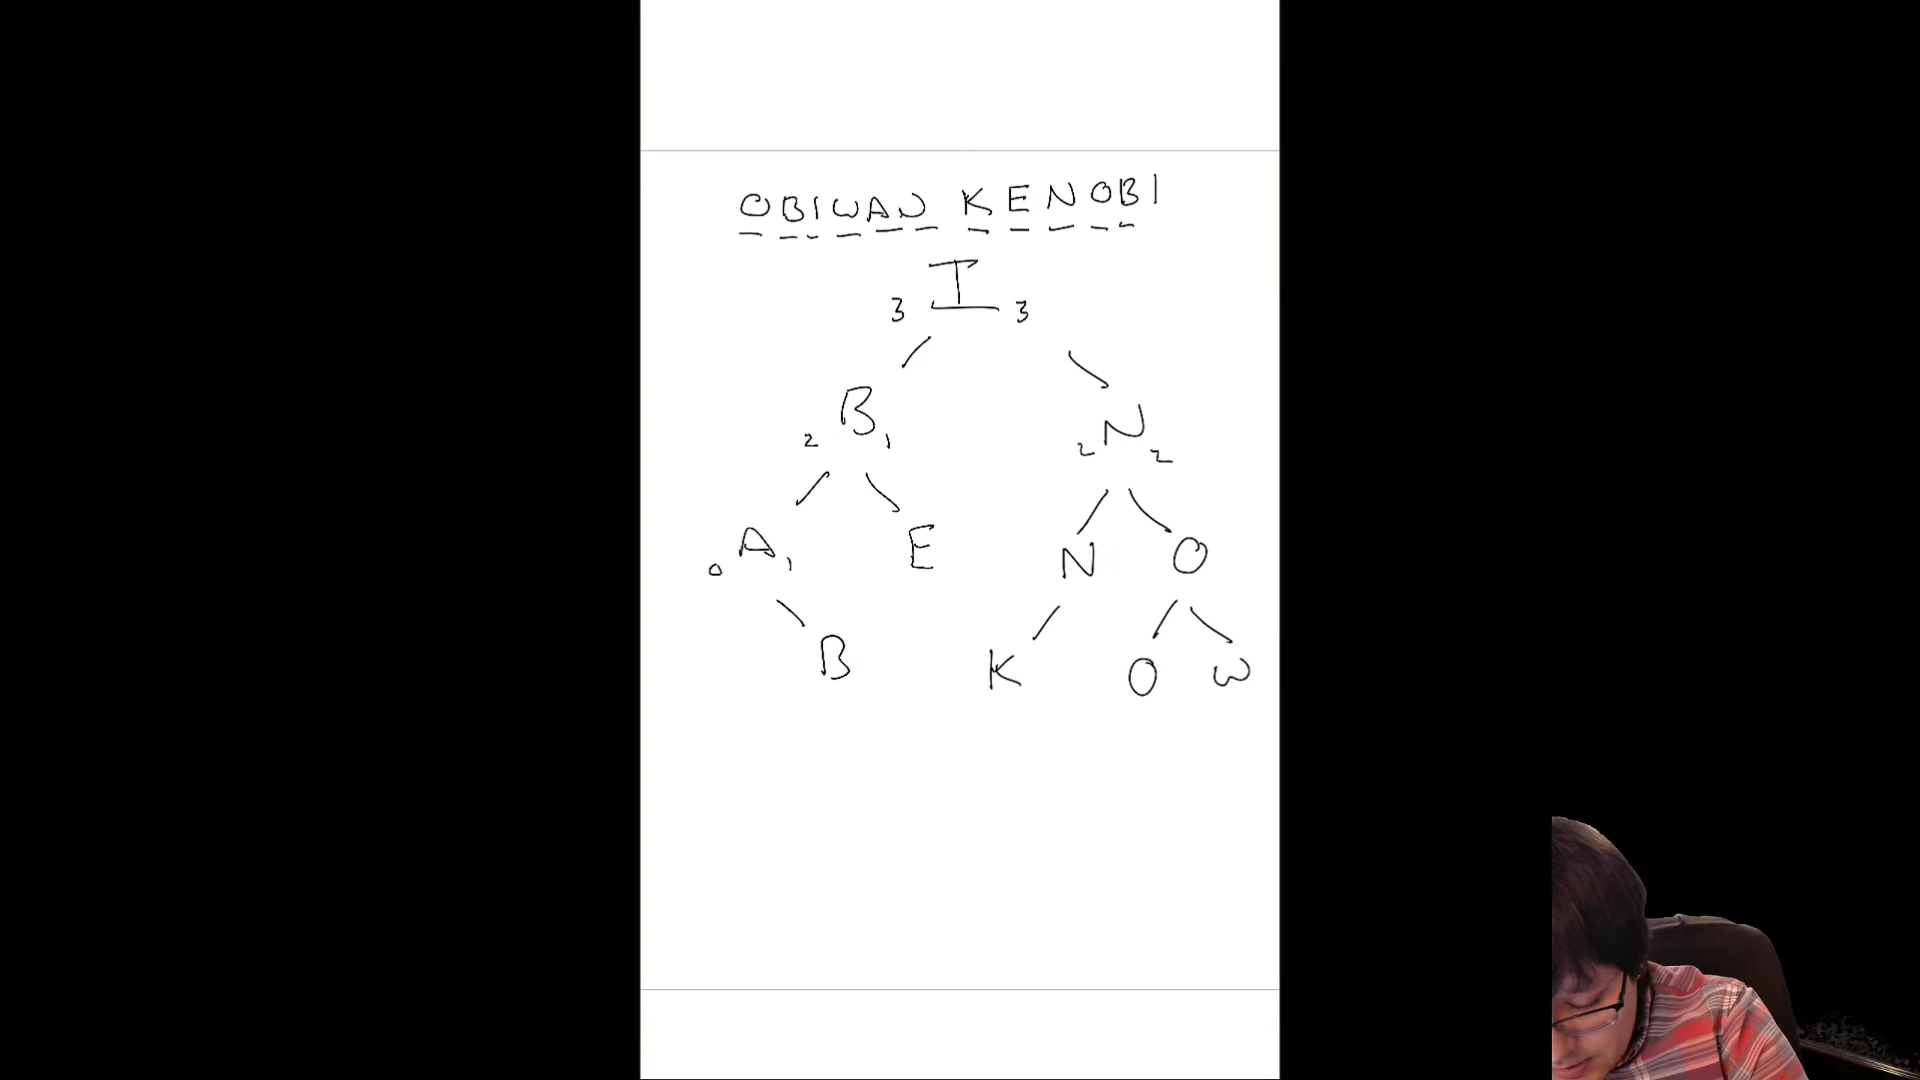 OBIWAN KENOBI
3 I 3
2 B 1 2 N 2
0 A 1 E N O
B K O W